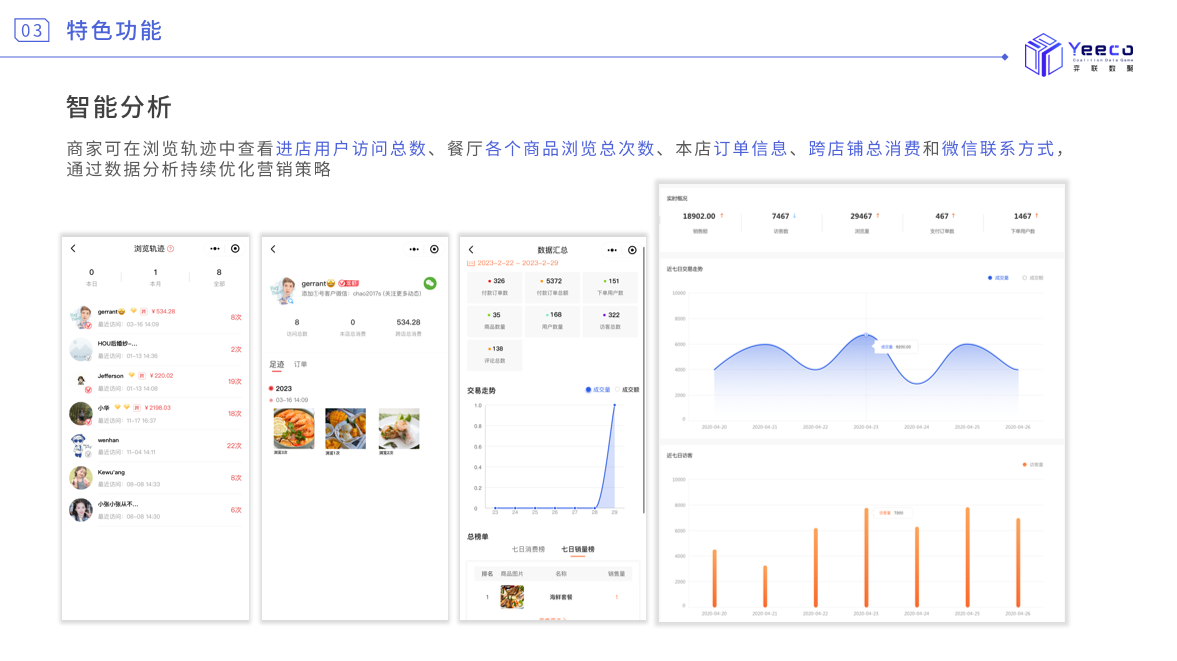 03 特色功能
Yeeco
Coalition Data Game
弈 联 数 聚
智能分析
商家可在浏览轨迹中查看进店用户访问总数、餐厅各个商品浏览总次数、本店订单信息、跨店铺总消费和微信联系方式，
通过数据分析持续优化营销策略
浏览轨迹
0 1 8
本日 本月 全部
gerrant 跨 ¥534.28
最近访问： 03-16 14:09
8次
HOU后婚纱~...
最近访问： 01-13 14:36
2次
Jefferson 跨 ¥220.02
最近访问： 01-13 14:08
19次
小华 跨 ¥2198.03
最近访问： 11-17 16:37
18次
wenhan
最近访问： 11-04 14:11
22次
Kewu'ang
最近访问： 08-08 14:33
8次
小张小张从不...
最近访问： 08-08 14:30
6次
gerrant
添加①号客户微信：chao2017s (关注更多动态)
8 0 534.28
访问总数 本店总消费 跨店总消费
足迹 订单
2023
03-16 14:09
浏览3次 浏览1次 浏览2次
数据汇总
2023-2-22 ~ 2023-2-29
326 5372 151
付款订单数 付款订单总额 下单用户数
35 168 322
商品数量 用户数量 访客总数
138
评论总数
交易走势 成交量 成交额
1.0
0.8
0.6
0.4
0.2
0
23 24 25 26 27 28 29
总榜单
七日消费榜 七日销量榜
排名 商品图片 名称 销售量
1 海鲜套餐 1
实时概况
18902.00 ↑ 7467 ↓ 29467 ↑ 467 ↑ 1467 ↑
销售额 访客数 浏览量 支付订单数 下单用户数
近七日交易走势
成交量 成交额
10000
8000
6000
4000
2000
0
成交量 8600.00
2020-04-20 2020-04-21 2020-04-22 2020-04-23 2020-04-24 2020-04-25 2020-04-26
近七日访客
访客量
10000
8000
6000
4000
2000
0
访客量 7868
2020-04-20 2020-04-21 2020-04-22 2020-04-23 2020-04-24 2020-04-25 2020-04-26